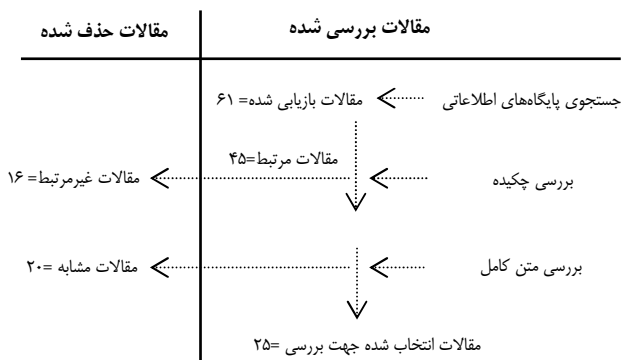 مقالات بررسی شده
مقالات حذف شده
جستجوی پایگاه‌های اطلاعاتی
مقالات بازیابی شده= ۶۱
مقالات مرتبط=۴۵
بررسی چکیده
مقالات غیرمرتبط= ۱۶
بررسی متن کامل
مقالات مشابه =۲۰
مقالات انتخاب شده جهت بررسی =۲۵